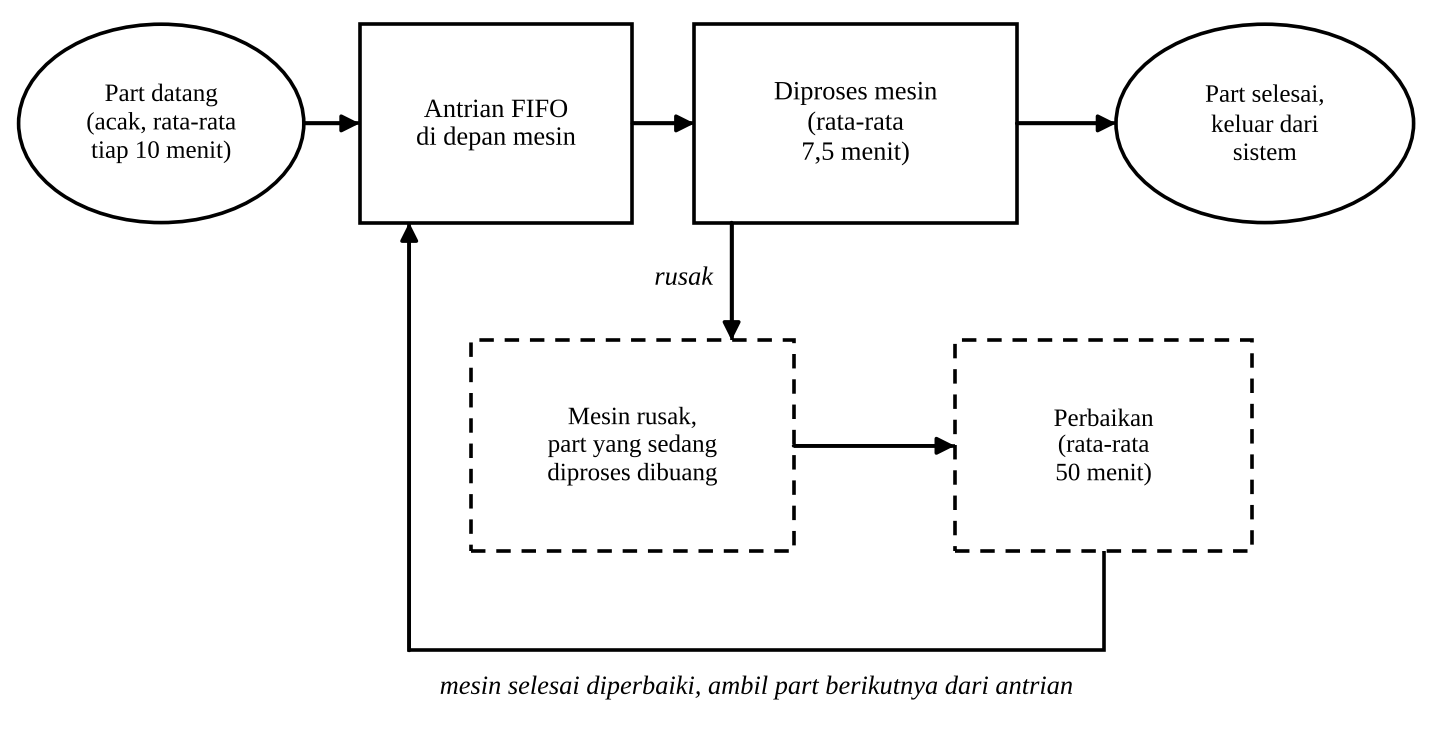 Part datang
(acak, rata-rata
tiap 10 menit)
Antrian FIFO
di depan mesin
Diproses mesin
(rata-rata
7,5 menit)
Part selesai,
keluar dari
sistem
rusak
Mesin rusak,
part yang sedang
diproses dibuang
Perbaikan
(rata-rata
50 menit)
mesin selesai diperbaiki, ambil part berikutnya dari antrian